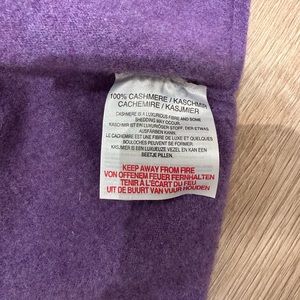 100% CASHMERE / KASCHMIR
CACHEMIRE / KASJMIER
CASHMERE IS A LUXURIOUS FIBRE AND SOME
SHEDDING MAY OCCUR.
KASCHMIR IST EIN LUXURIÖSER STOFF, DER ETWAS
AUSFÄRBEN KANN.
LE CACHEMIRE EST UNE FIBRE DE LUXE ET QUELQUES
BOULOCHES PEUVENT SE FORMER.
KASJMIER IS EEN LUXUEUZE VEZEL EN KAN EEN
BEETJE PILLEN.
KEEP AWAY FROM FIRE
VON OFFENEM FEUER FERNHALTEN
TENIR À L'ÉCART DU FEU
UIT DE BUURT VAN VUUR HOUDEN